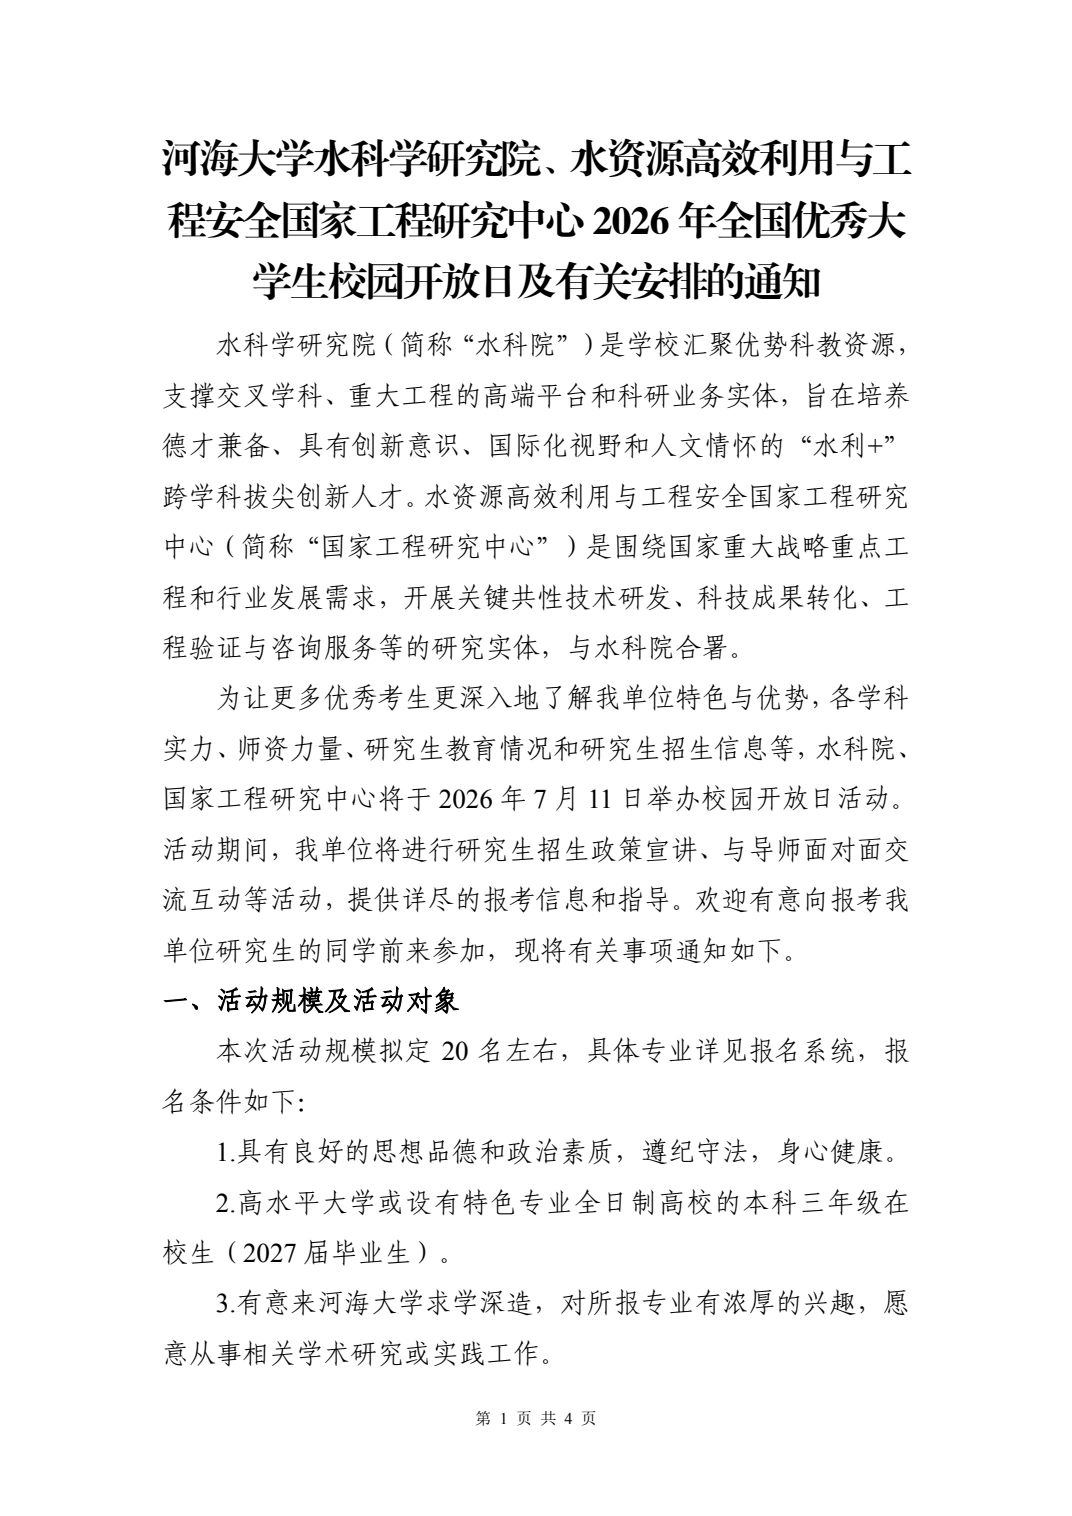 河海大学水科学研究院、水资源高效利用与工
程安全国家工程研究中心 2026 年全国优秀大
学生校园开放日及有关安排的通知
水科学研究院（简称“水科院”）是学校汇聚优势科教资源，
支撑交叉学科、重大工程的高端平台和科研业务实体，旨在培养
德才兼备、具有创新意识、国际化视野和人文情怀的“水利+”
跨学科拔尖创新人才。水资源高效利用与工程安全国家工程研究
中心（简称“国家工程研究中心”）是围绕国家重大战略重点工
程和行业发展需求，开展关键共性技术研发、科技成果转化、工
程验证与咨询服务等的研究实体，与水科院合署。
为让更多优秀考生更深入地了解我单位特色与优势，各学科
实力、师资力量、研究生教育情况和研究生招生信息等，水科院、
国家工程研究中心将于 2026 年 7 月 11 日举办校园开放日活动。
活动期间，我单位将进行研究生招生政策宣讲、与导师面对面交
流互动等活动，提供详尽的报考信息和指导。欢迎有意向报考我
单位研究生的同学前来参加，现将有关事项通知如下。
一、活动规模及活动对象
本次活动规模拟定 20 名左右，具体专业详见报名系统，报
名条件如下：
1.具有良好的思想品德和政治素质，遵纪守法，身心健康。
2.高水平大学或设有特色专业全日制高校的本科三年级在
校生（2027 届毕业生）。
3.有意来河海大学求学深造，对所报专业有浓厚的兴趣，愿
意从事相关学术研究或实践工作。
第 1 页 共 4 页